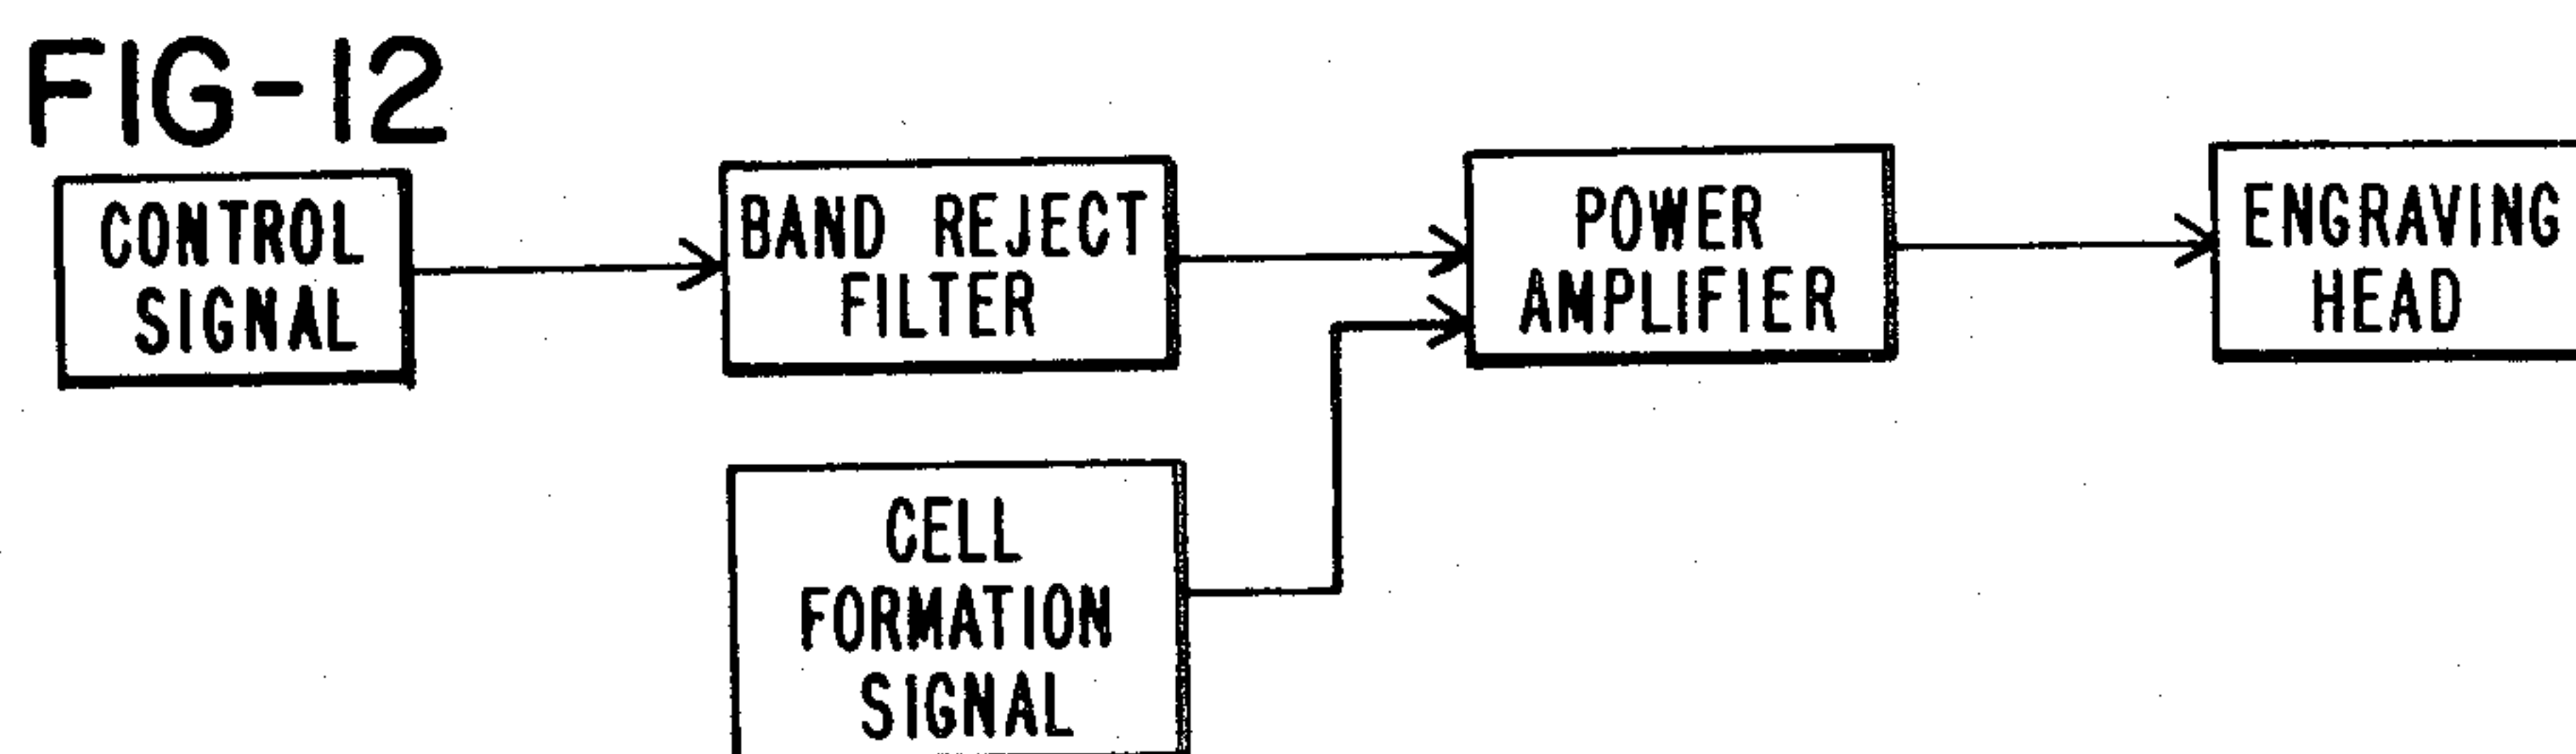 FIG-12
CONTROL
SIGNAL
BAND REJECT
FILTER
POWER
AMPLIFIER
ENGRAVING
HEAD
CELL
FORMATION
SIGNAL